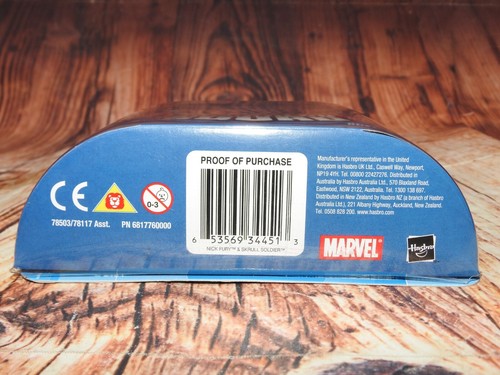 PROOF OF PURCHASE
6 53569 34451 3
NICK FURY™ & SKRULL SOLDIER™
CE
0-3
78503/78117 Asst. PN 6817760000
Manufacturer's representative in the United
Kingdom is Hasbro UK Ltd., Caswell Way, Newport,
NP19 4YH. Tel. 00800 22427276. Distributed in
Australia by Hasbro Australia Ltd., 570 Blaxland Road,
Eastwood, NSW 2122, Australia. Tel. 1300 138 697.
Distributed in New Zealand by Hasbro NZ (a branch of Hasbro
Australia Ltd.), 221 Albany Highway, Auckland, New Zealand.
Tel. 0508 828 200. www.hasbro.com.
MARVEL
Hasbro